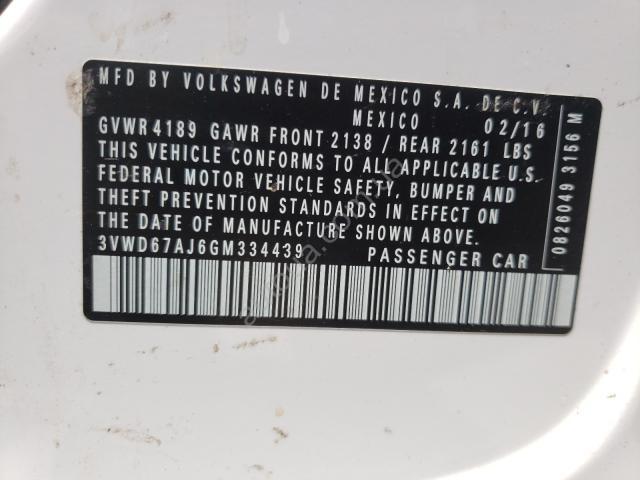 MFD BY VOLKSWAGEN DE MEXICO S.A. DE C.V.
MEXICO 02/16
GVWR 4189 GAWR FRONT 2138 / REAR 2161 LBS
THIS VEHICLE CONFORMS TO ALL APPLICABLE U.S.
FEDERAL MOTOR VEHICLE SAFETY, BUMPER AND
THEFT PREVENTION STANDARDS IN EFFECT ON
THE DATE OF MANUFACTURE SHOWN ABOVE.
3VWD67AJ6GM334439 PASSENGER CAR
0826049 3156 M